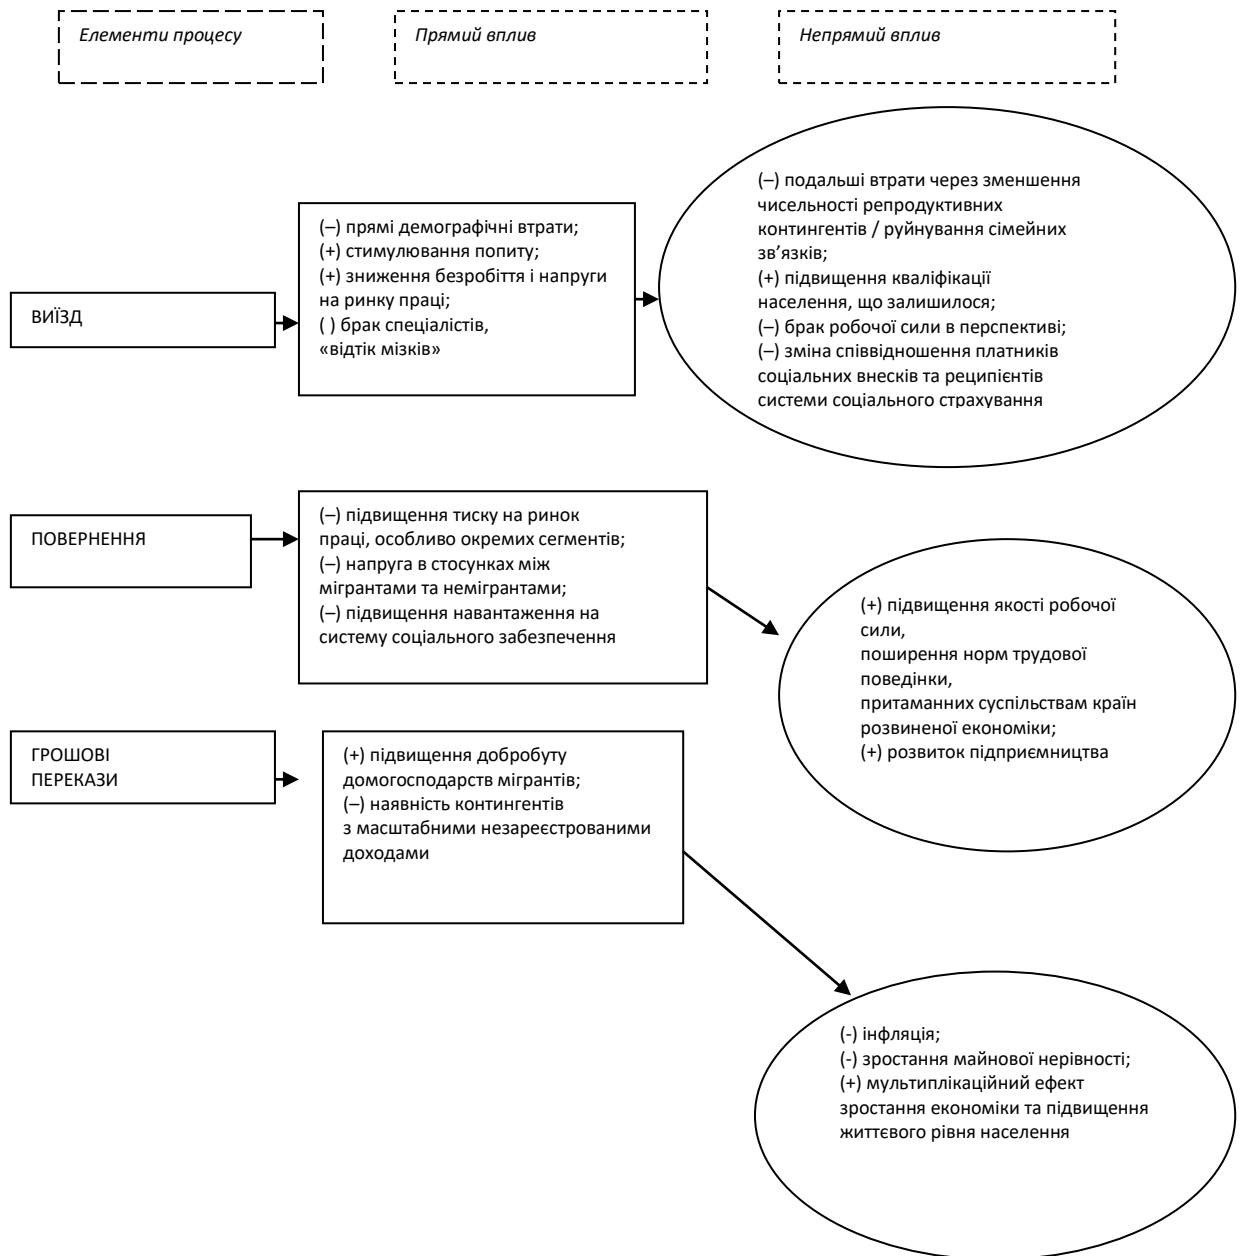 Елементи процесу
Прямий вплив
Непрямий вплив
ВИЇЗД
(–) прямі демографічні втрати;
(+) стимулювання попиту;
(+) зниження безробіття і напруги
на ринку праці;
( ) брак спеціалістів,
«відтік мізків»
(–) подальші втрати через зменшення
чисельності репродуктивних
контингентів / руйнування сімейних
зв’язків;
(+) підвищення кваліфікації
населення, що залишилося;
(–) брак робочої сили в перспективі;
(–) зміна співвідношення платників
соціальних внесків та реципієнтів
системи соціального страхування
ПОВЕРНЕННЯ
(–) підвищення тиску на ринок
праці, особливо окремих сегментів;
(–) напруга в стосунках між
мігрантами та немігрантами;
(–) підвищення навантаження на
систему соціального забезпечення
(+) підвищення якості робочої
сили,
поширення норм трудової
поведінки,
притаманних суспільствам країн
розвиненої економіки;
(+) розвиток підприємництва
ГРОШОВІ
ПЕРЕКАЗИ
(+) підвищення добробуту
домогосподарств мігрантів;
(–) наявність контингентів
з масштабними незареєстрованими
доходами
(-) інфляція;
(-) зростання майнової нерівності;
(+) мультиплікаційний ефект
зростання економіки та підвищення
життєвого рівня населення